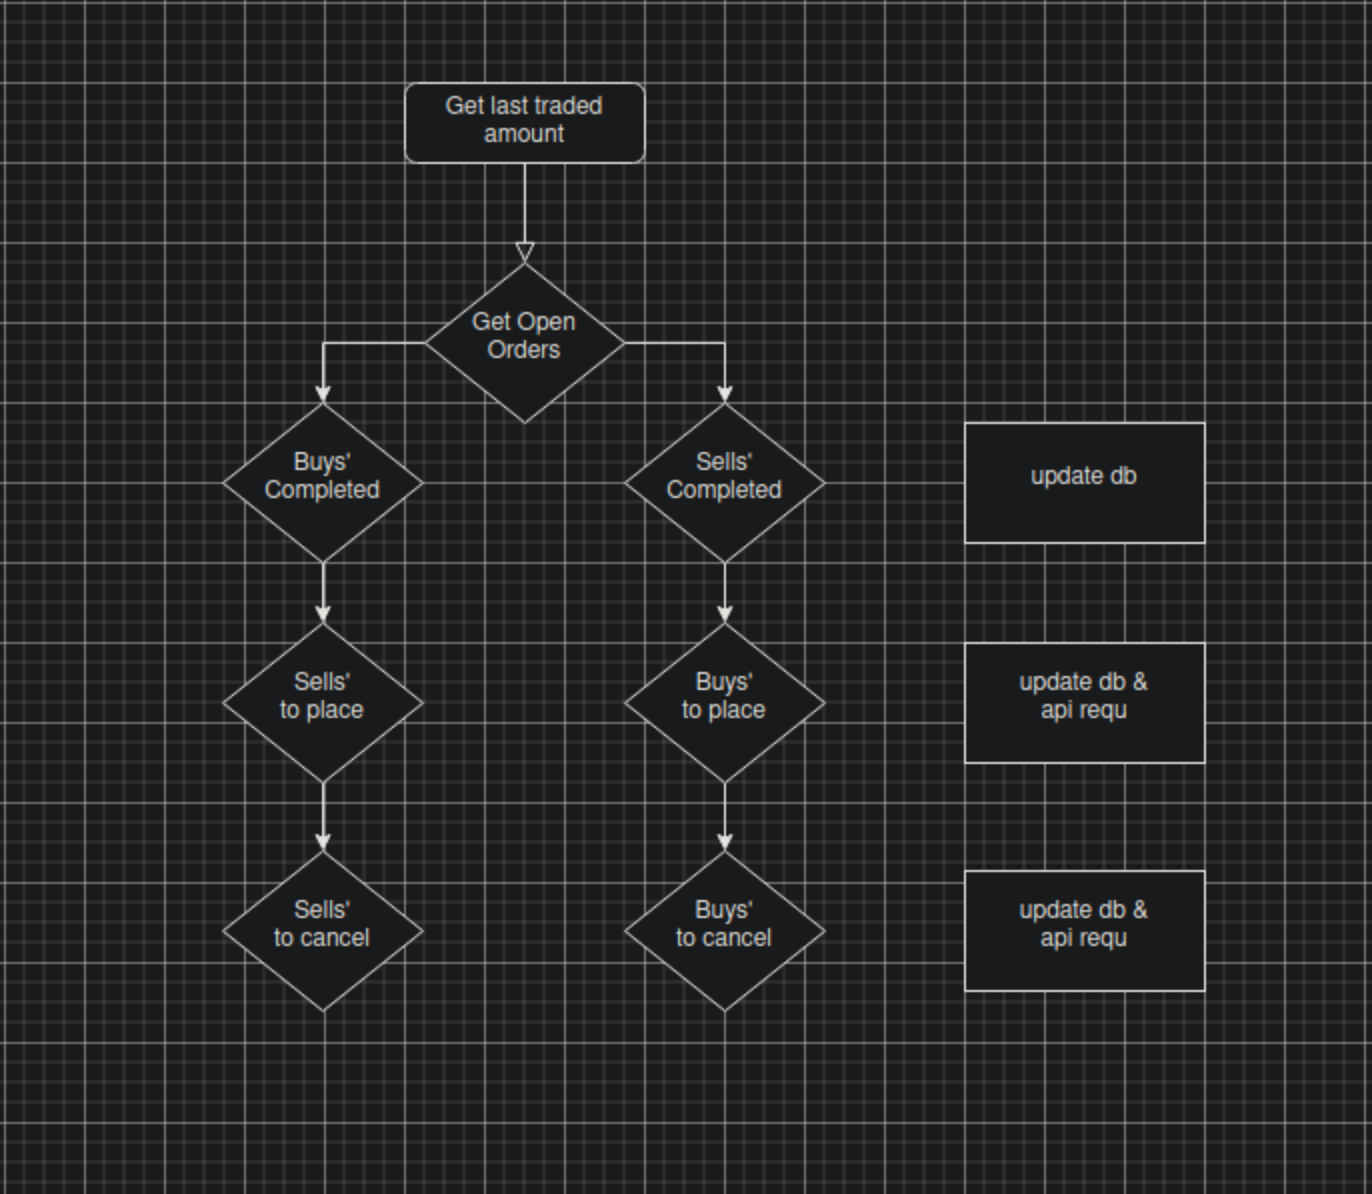 Get last traded
amount
Get Open
Orders
Buys'
Completed
Sells'
Completed
update db
Sells'
to place
Buys'
to place
update db &
api requ
Sells'
to cancel
Buys'
to cancel
update db &
api requ